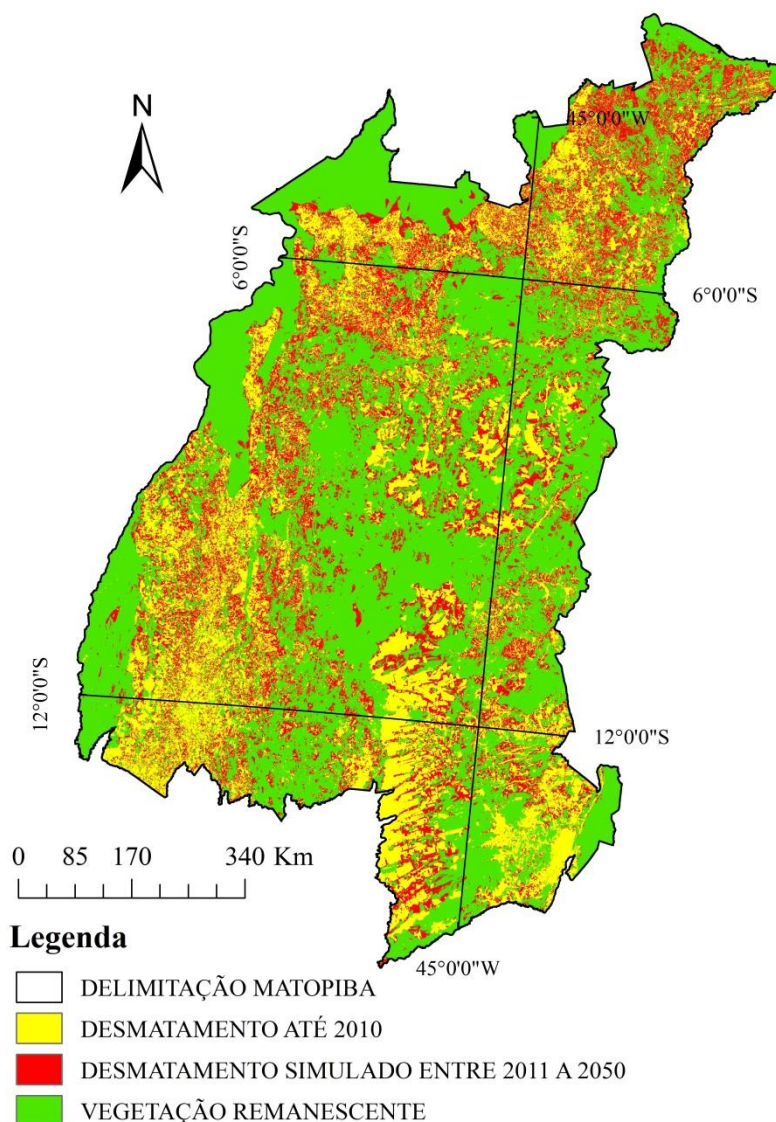 N
45°0'0"W
6°0'0"S
6°0'0"S
12°0'0"S
12°0'0"S
0 85 170 340 Km
45°0'0"W
Legenda
DELIMITAÇÃO MATOPIBA
DESMATAMENTO ATÉ 2010
DESMATAMENTO SIMULADO ENTRE 2011 A 2050
VEGETAÇÃO REMANESCENTE